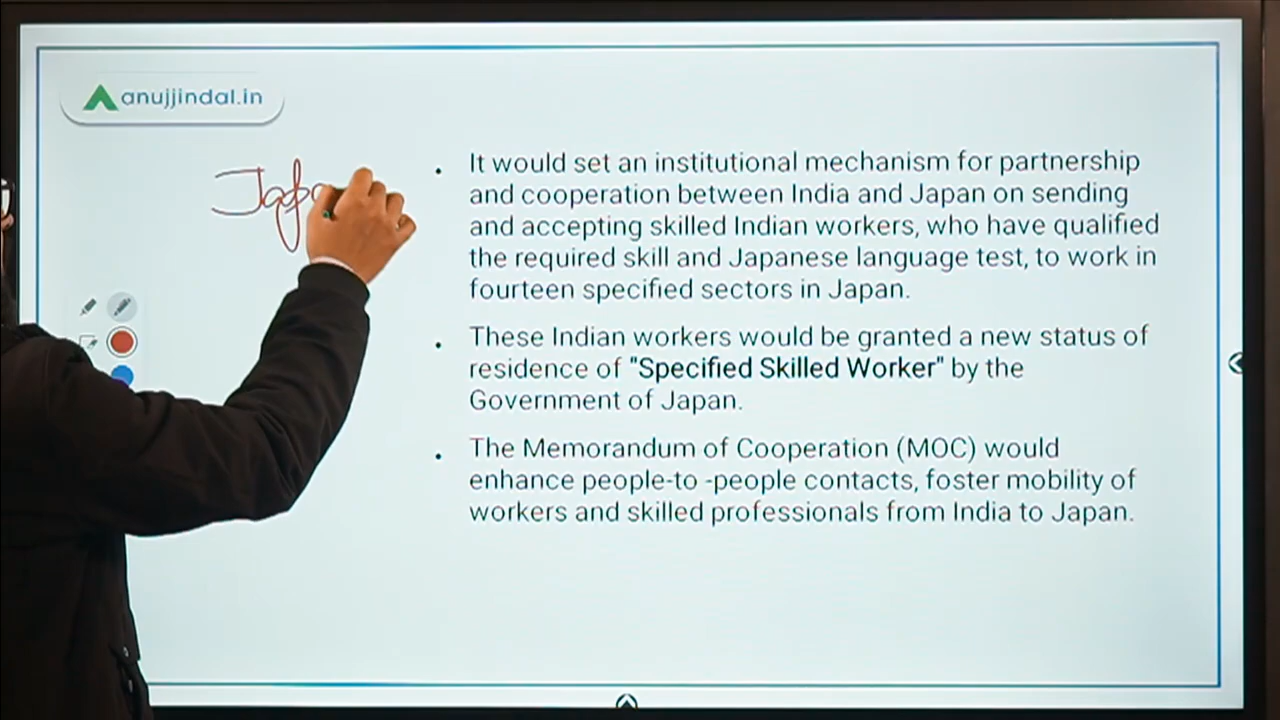 anujjindal.in
Japa
It would set an institutional mechanism for partnership
and cooperation between India and Japan on sending
and accepting skilled Indian workers, who have qualified
the required skill and Japanese language test, to work in
fourteen specified sectors in Japan.
These Indian workers would be granted a new status of
residence of "Specified Skilled Worker" by the
Government of Japan.
The Memorandum of Cooperation (MOC) would
enhance people-to -people contacts, foster mobility of
workers and skilled professionals from India to Japan.